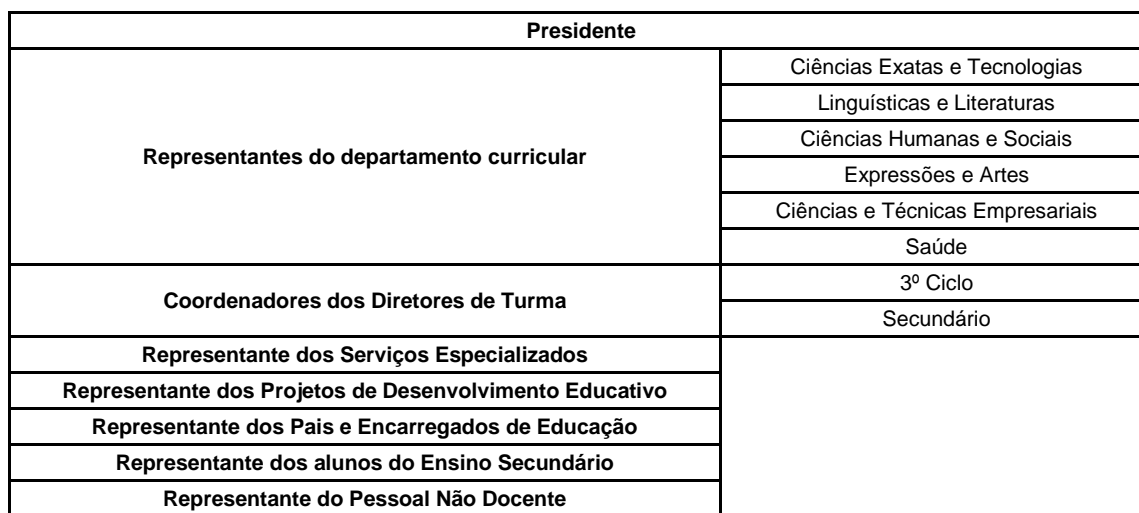 Presidente
Representantes do departamento curricular
Ciências Exatas e Tecnologias
Linguísticas e Literaturas
Ciências Humanas e Sociais
Expressões e Artes
Ciências e Técnicas Empresariais
Saúde
Coordenadores dos Diretores de Turma
3º Ciclo
Secundário
Representante dos Serviços Especializados
Representante dos Projetos de Desenvolvimento Educativo
Representante dos Pais e Encarregados de Educação
Representante dos alunos do Ensino Secundário
Representante do Pessoal Não Docente